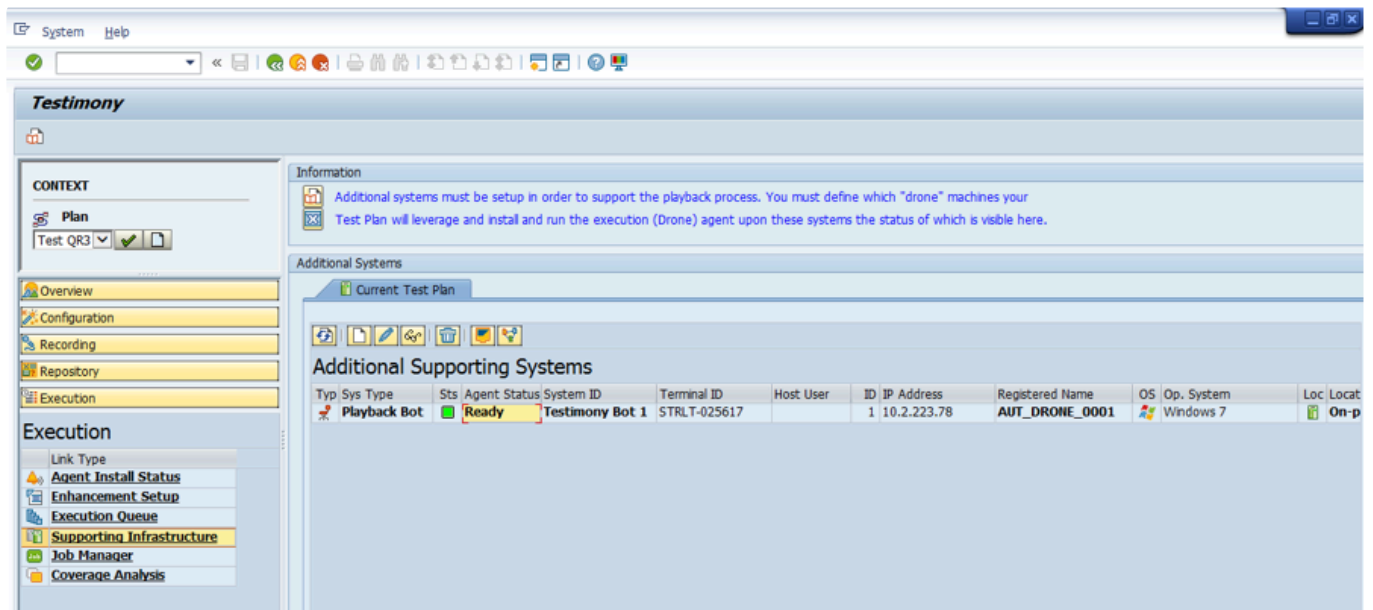 System Help
Testimony
CONTEXT
Plan
Test QR3
Overview
Configuration
Recording
Repository
Execution
Execution
Link Type
Agent Install Status
Enhancement Setup
Execution Queue
Supporting Infrastructure
Job Manager
Coverage Analysis
Information
Additional systems must be setup in order to support the playback process. You must define which "drone" machines your
Test Plan will leverage and install and run the execution (Drone) agent upon these systems the status of which is visible here.
Additional Systems
Current Test Plan
Additional Supporting Systems
Typ Sys Type Sts Agent Status System ID Terminal ID Host User ID IP Address Registered Name OS Op. System Loc Locat
Playback Bot Ready Testimony Bot 1 STRLT-025617 1 10.2.223.78 AUT_DRONE_0001 Windows 7 On-p